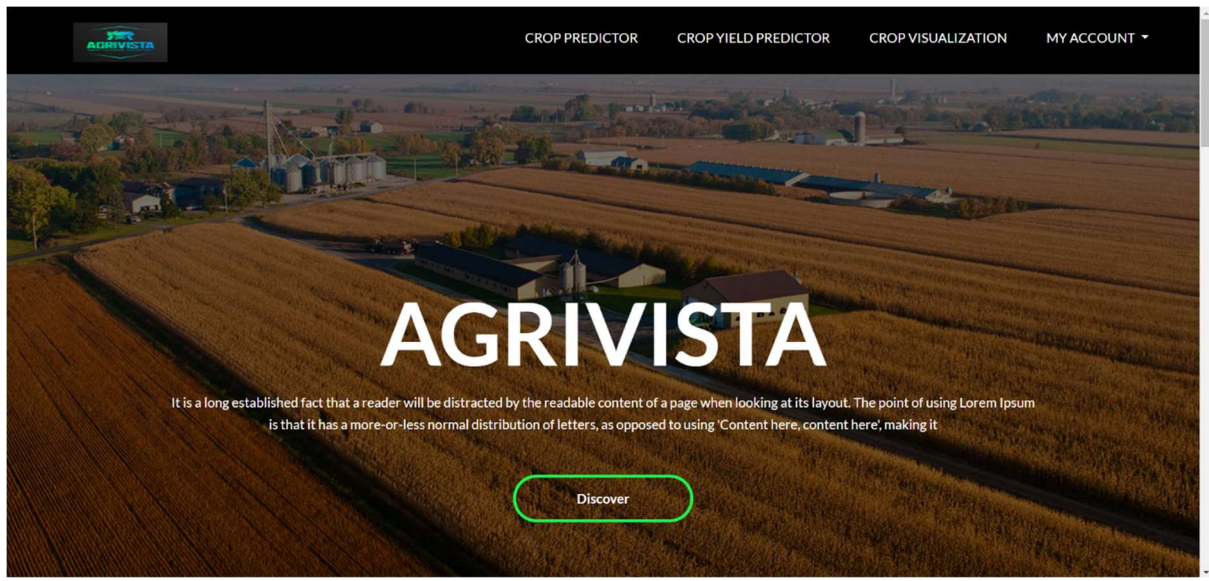 AGRIVISTA
CROP PREDICTOR CROP YIELD PREDICTOR CROP VISUALIZATION MY ACCOUNT
AGRIVISTA
It is a long established fact that a reader will be distracted by the readable content of a page when looking at its layout. The point of using Lorem Ipsum
is that it has a more-or-less normal distribution of letters, as opposed to using 'Content here, content here', making it
Discover